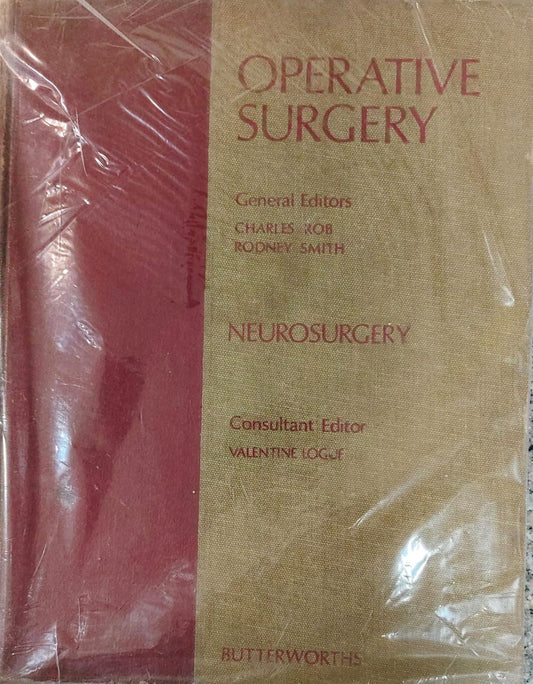 OPERATIVE
SURGERY
General Editors
CHARLES ROB
RODNEY SMITH
NEUROSURGERY
Consultant Editor
VALENTINE LOGUE
BUTTERWORTHS